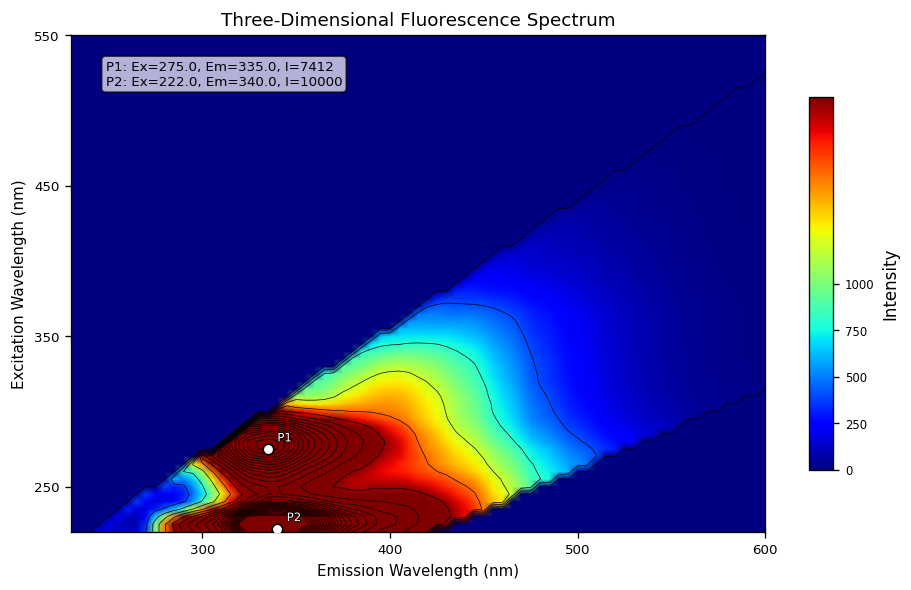 Three-Dimensional Fluorescence Spectrum
550
450
350
250
Excitation Wavelength (nm)
P1: Ex=275.0, Em=335.0, I=7412
P2: Ex=222.0, Em=340.0, I=10000
P1
P2
300
400
500
600
Emission Wavelength (nm)
1000
750
500
250
0
Intensity